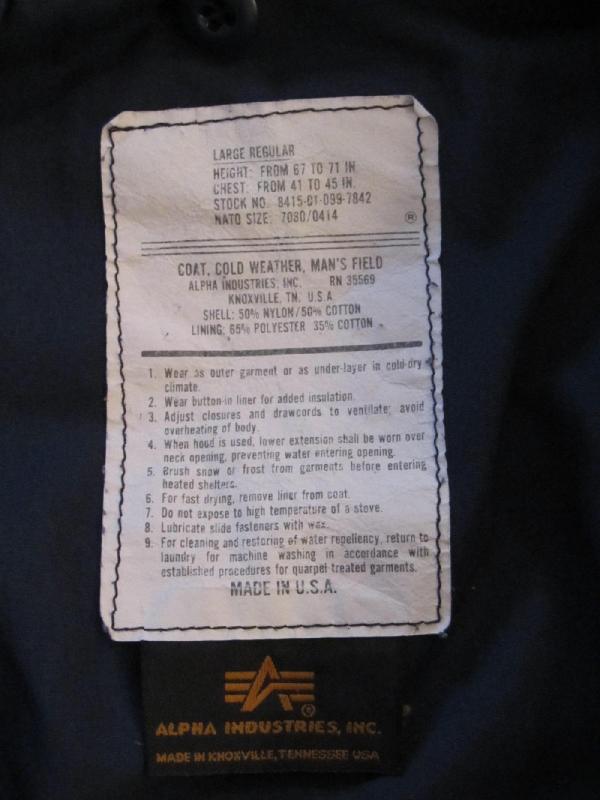 LARGE REGULAR
HEIGHT: FROM 67 TO 71 IN
CHEST: FROM 41 TO 45 IN.
STOCK NO. 8415-01-099-7842
NATO SIZE: 7080/0414
®
COAT, COLD WEATHER, MAN'S FIELD
ALPHA INDUSTRIES, INC. RN 35569
KNOXVILLE, TN. U.S.A
SHELL: 50% NYLON/50% COTTON
LINING: 65% POLYESTER 35% COTTON
1. Wear as outer garment or as under-layer in cold-dry
climate.
2. Wear button-in liner for added insulation.
3. Adjust closures and drawcords to ventilate; avoid
overheating of body.
4. When hood is used, lower extension shall be worn over
neck opening, preventing water entering opening.
5. Brush snow or frost from garments before entering
heated shelters.
6. For fast drying, remove liner from coat.
7. Do not expose to high temperature of a stove.
8. Lubricate slide fasteners with wax.
9. For cleaning and restoring of water repellency, return to
laundry for machine washing in accordance with
established procedures for quarpel treated garments.
MADE IN U.S.A.
®
ALPHA INDUSTRIES, INC.
MADE IN KNOXVILLE, TENNESSEE USA